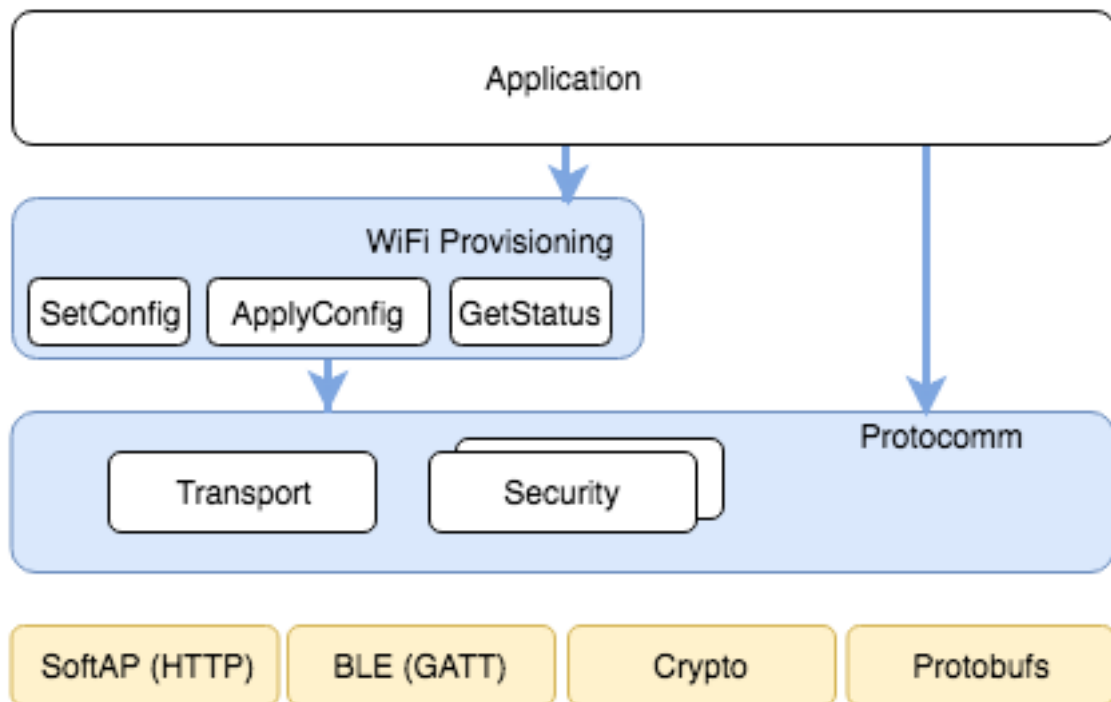 Application
WiFi Provisioning
SetConfig
ApplyConfig
GetStatus
Protocomm
Transport
Security
SoftAP (HTTP)
BLE (GATT)
Crypto
Protobufs